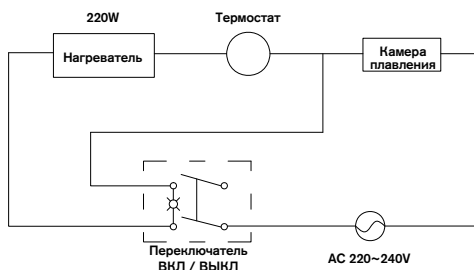 220W
Термостат
Нагреватель
Камера
плавления
Переключатель
ВКЛ / ВЫКЛ
AC 220~240V